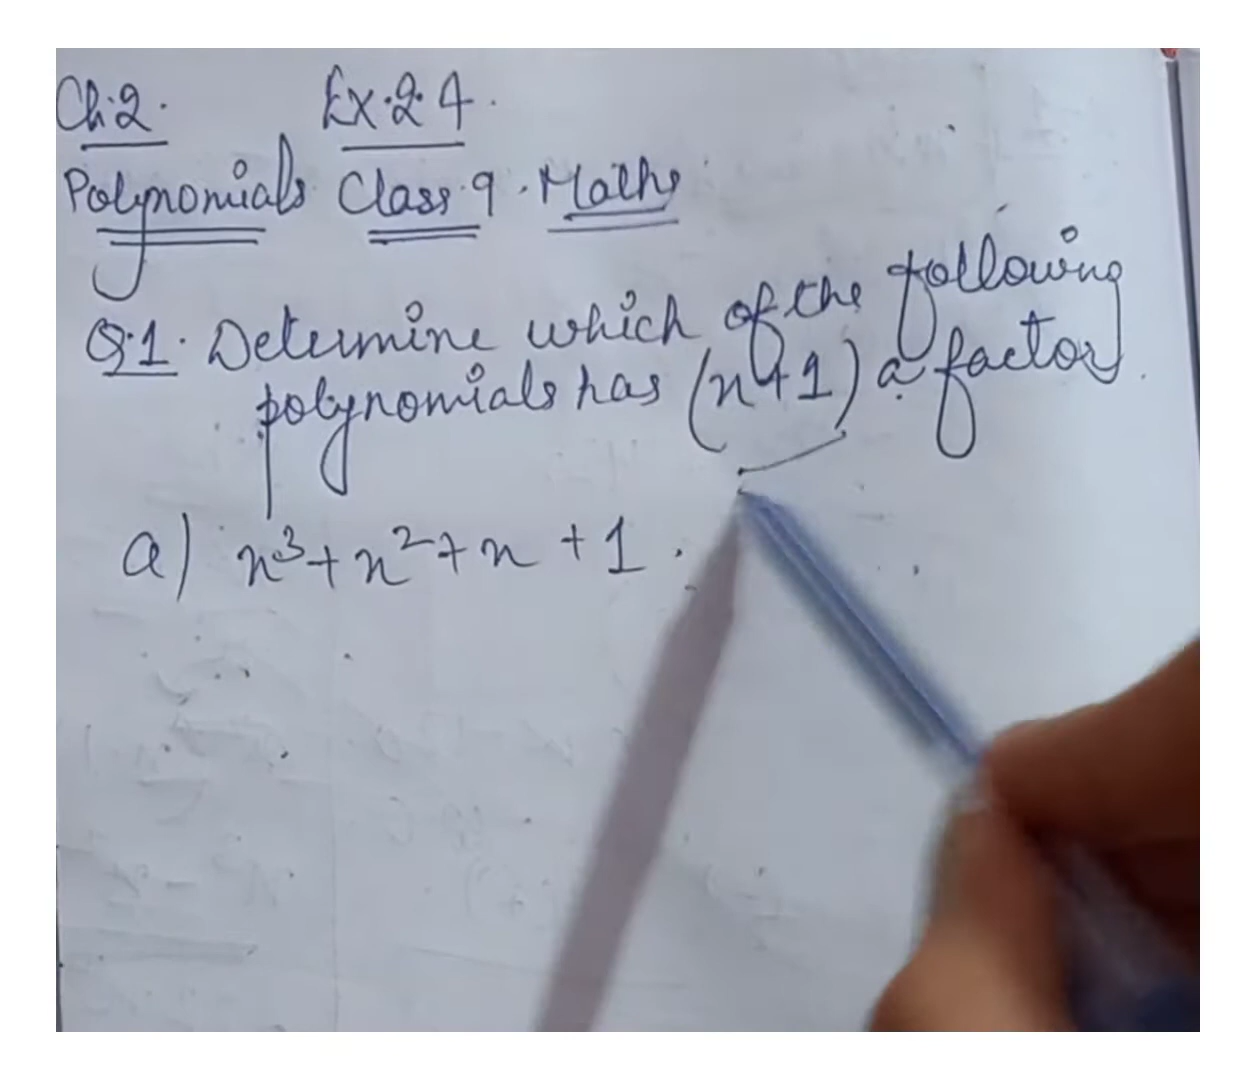 Ch.2. Ex.2.4.
Polynomials Class.9. Maths
Q.1. Determine which of the following
polynomials has (x+1) a factor.
a) x³+x²+x+1.